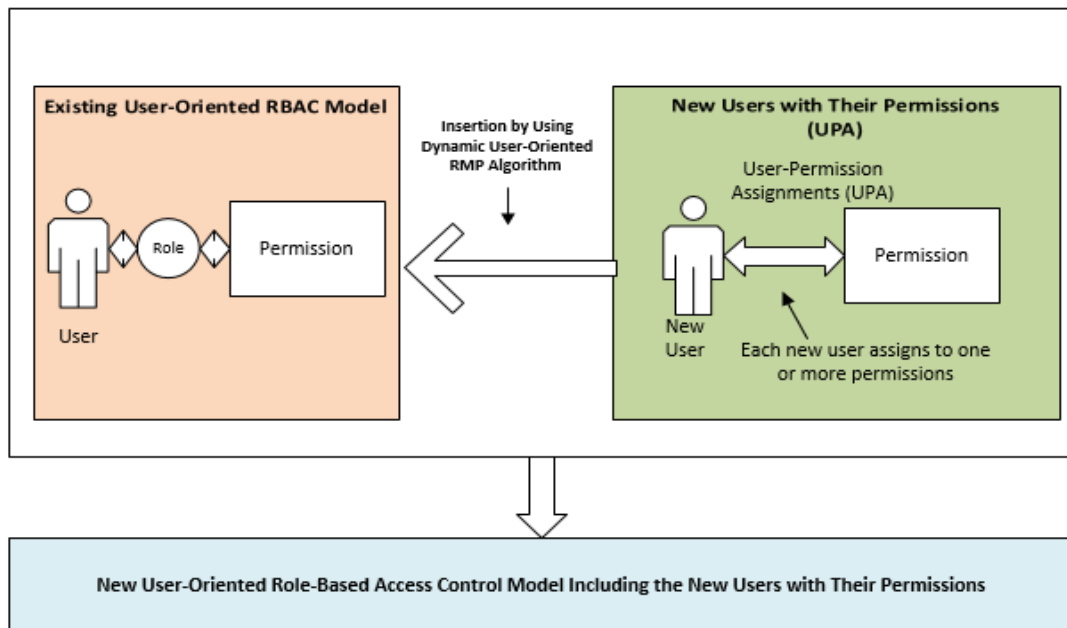 Existing User-Oriented RBAC Model
User
Role
Permission
Insertion by Using
Dynamic User-Oriented
RMP Algorithm
New Users with Their Permissions
(UPA)
User-Permission
Assignments (UPA)
New
User
Permission
Each new user assigns to one
or more permissions
New User-Oriented Role-Based Access Control Model Including the New Users with Their Permissions